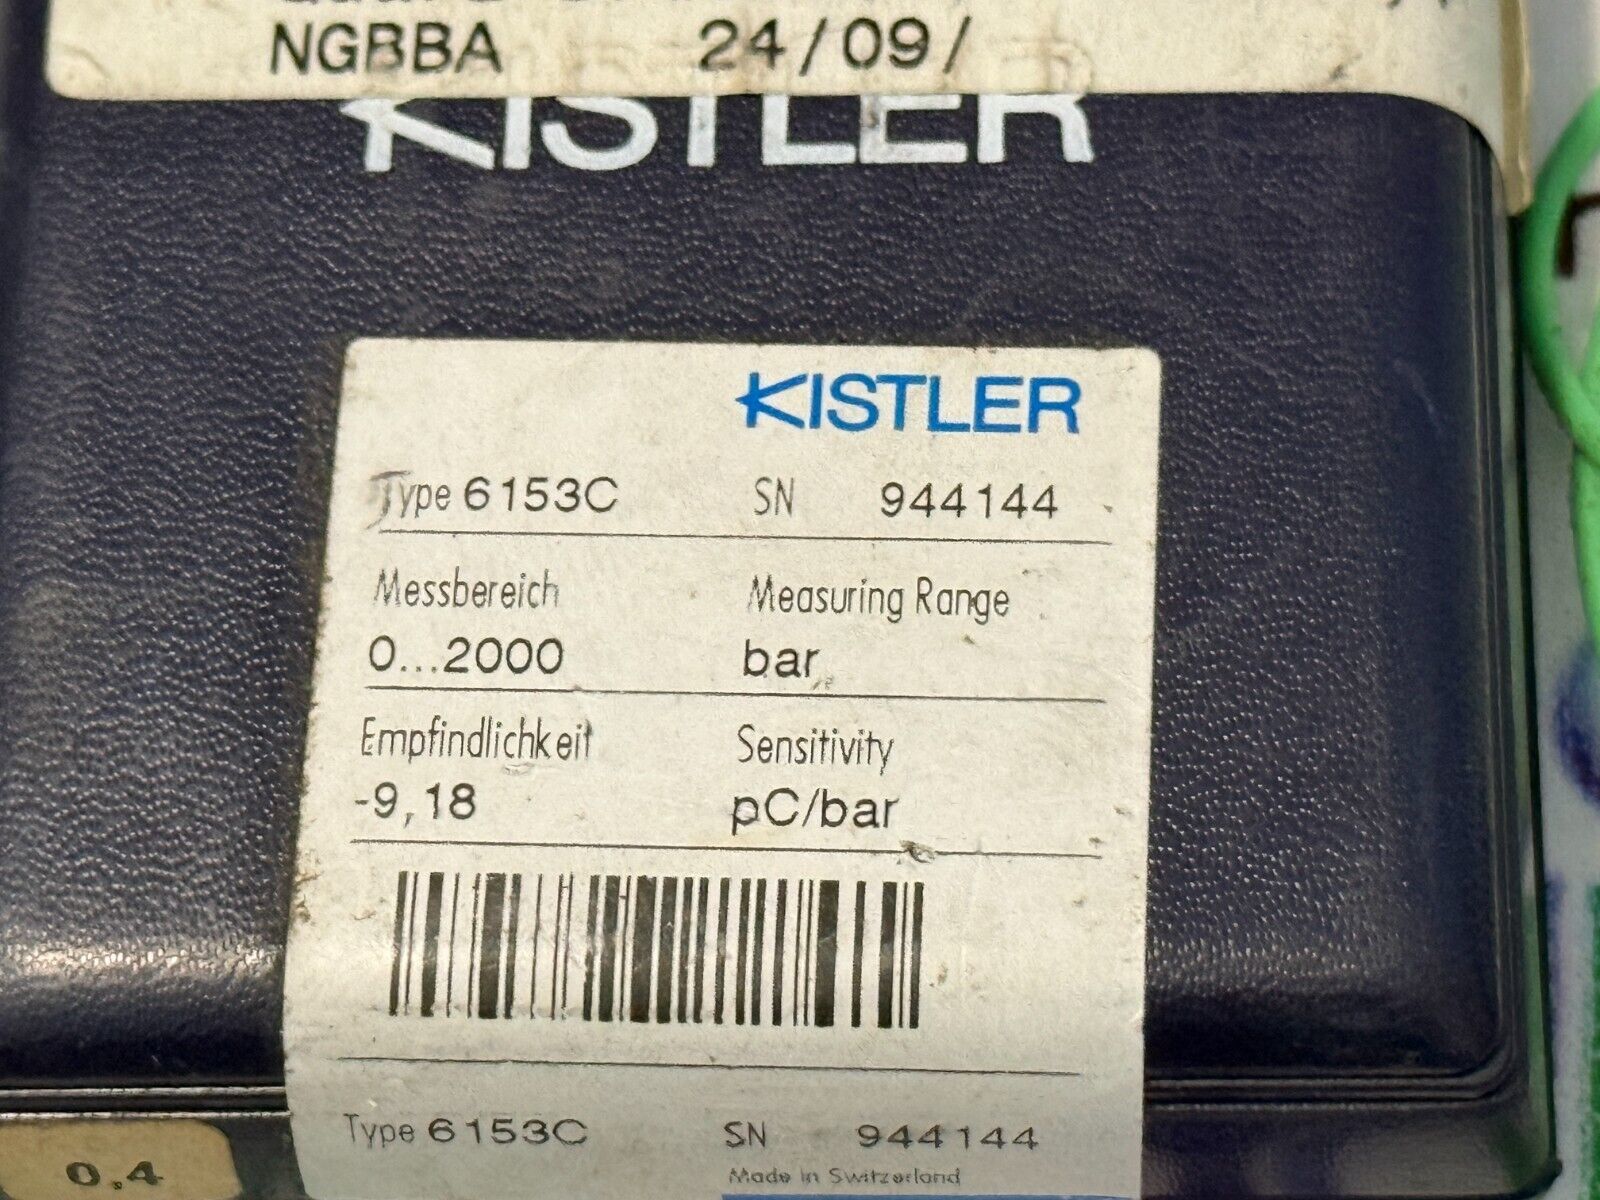 NGBBA 24/09/
KISTLER
KISTLER
Type 6153C SN 944144
Messbereich Measuring Range
0...2000 bar
Empfindlichkeit Sensitivity
-9,18 pC/bar
Type 6153C SN 944144
Made in Switzerland
0.4